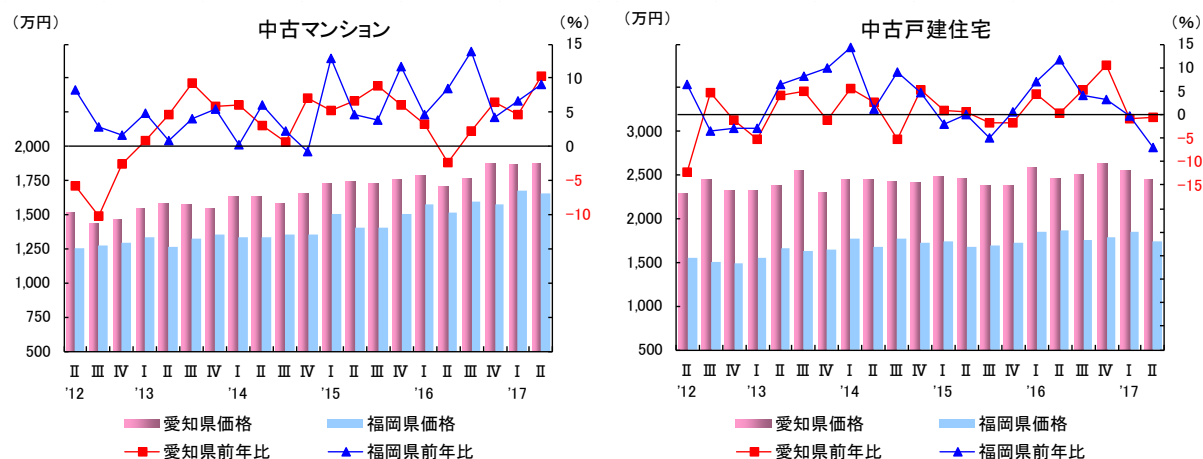 (万円) 中古マンション (%)
15
10
5
2,000 0
1,750 -5
1,500 -10
1,250
1,000
750
500
Ⅱ Ⅲ Ⅳ Ⅰ Ⅱ Ⅲ Ⅳ Ⅰ Ⅱ Ⅲ Ⅳ Ⅰ Ⅱ Ⅲ Ⅳ Ⅰ Ⅱ Ⅲ Ⅳ Ⅰ Ⅱ
'12 '13 '14 '15 '16 '17
愛知県価格 福岡県価格
愛知県前年比 福岡県前年比
(万円) 中古戸建住宅 (%)
15
10
5
0
3,000 -5
-10
2,500 -15
2,000
1,500
1,000
500
Ⅱ Ⅲ Ⅳ Ⅰ Ⅱ Ⅲ Ⅳ Ⅰ Ⅱ Ⅲ Ⅳ Ⅰ Ⅱ Ⅲ Ⅳ Ⅰ Ⅱ Ⅲ Ⅳ Ⅰ Ⅱ
'12 '13 '14 '15 '16 '17
愛知県価格 福岡県価格
愛知県前年比 福岡県前年比